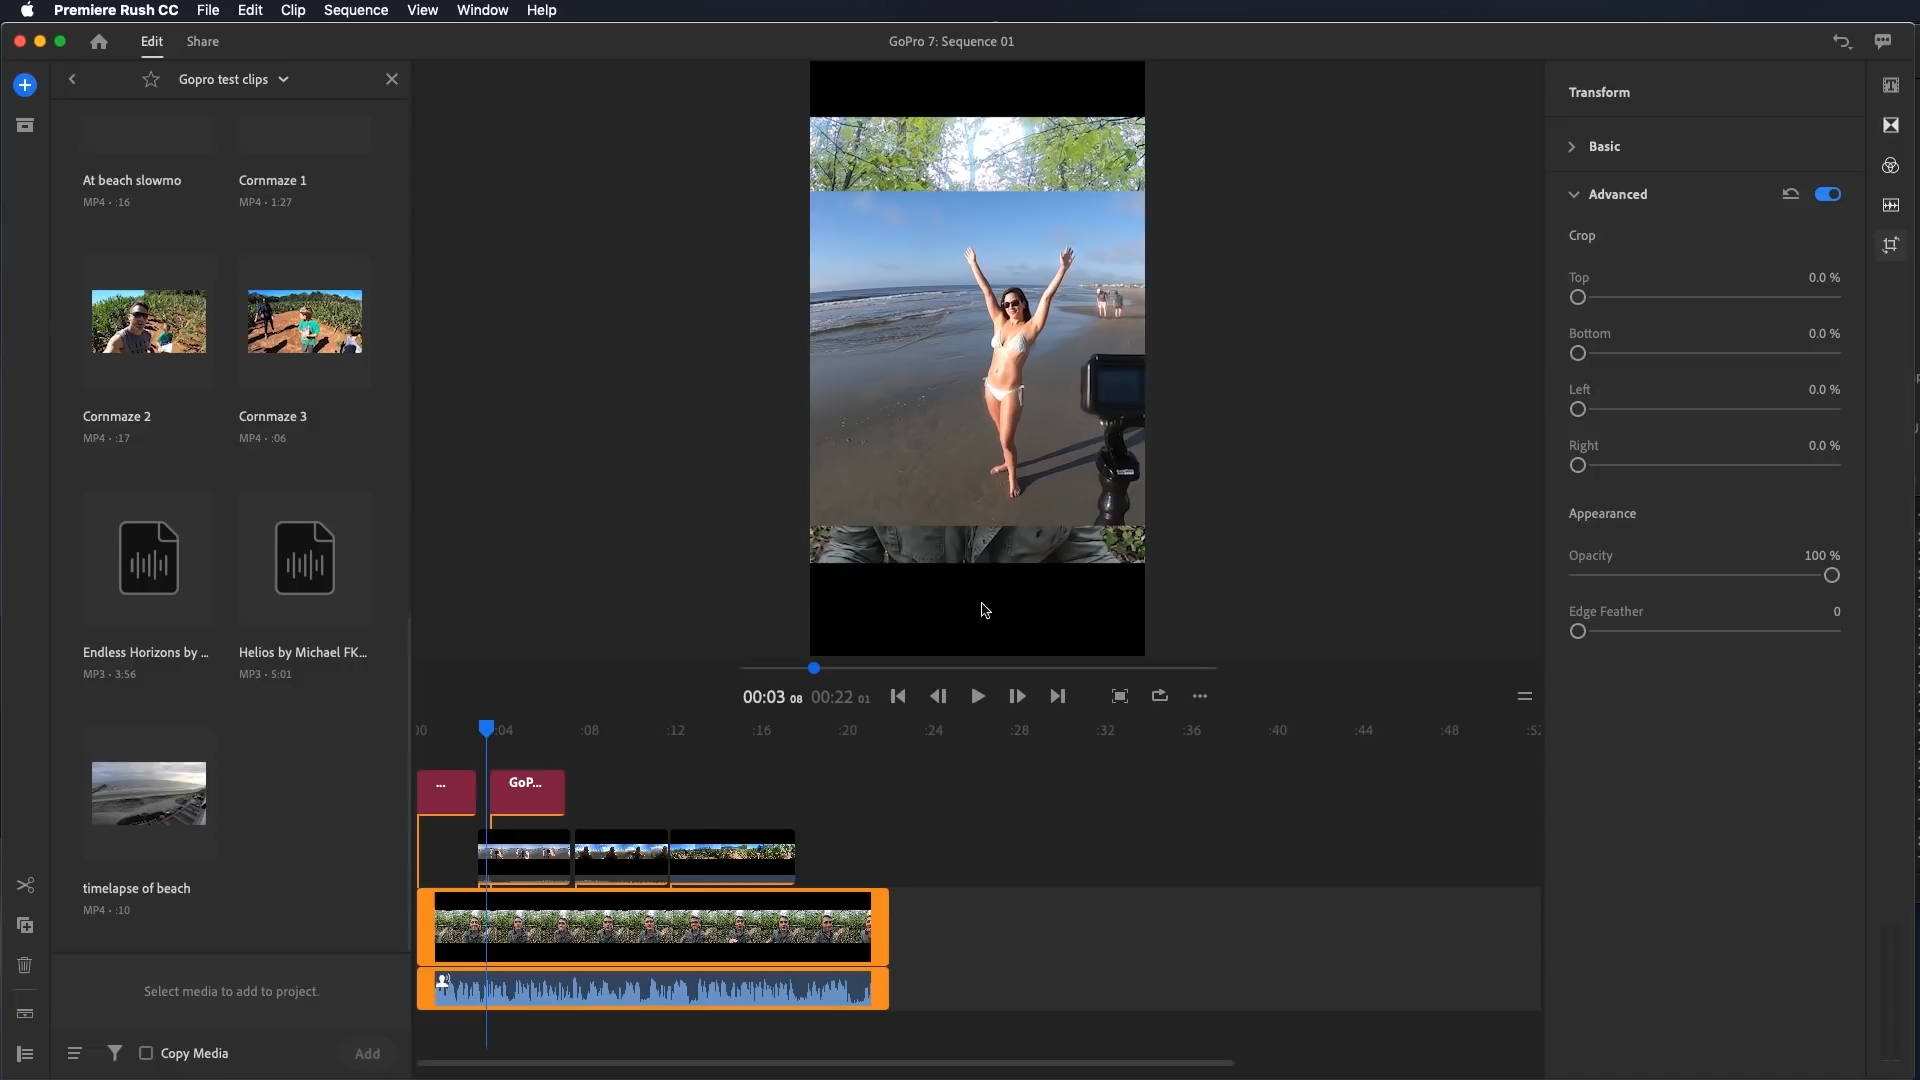 Premiere Rush CC File Edit Clip Sequence View Window Help
Edit Share GoPro 7: Sequence 01
Gopro test clips
At beach slowmo Cornmaze 1
MP4 • :16 MP4 • 1:27
Cornmaze 2 Cornmaze 3
MP4 • :17 MP4 • :06
Endless Horizons by ... Helios by Michael FK...
MP3 • 3:56 MP3 • 5:01
timelapse of beach
MP4 • :10
Select media to add to project.
Copy Media Add
00:03 08 00:22 01
:00 :04 :08 :12 :16 :20 :24 :28 :32 :36 :40 :44 :48 :52
... GoP...
Transform
Basic
Advanced
Crop
Top 0.0 %
Bottom 0.0 %
Left 0.0 %
Right 0.0 %
Appearance
Opacity 100 %
Edge Feather 0